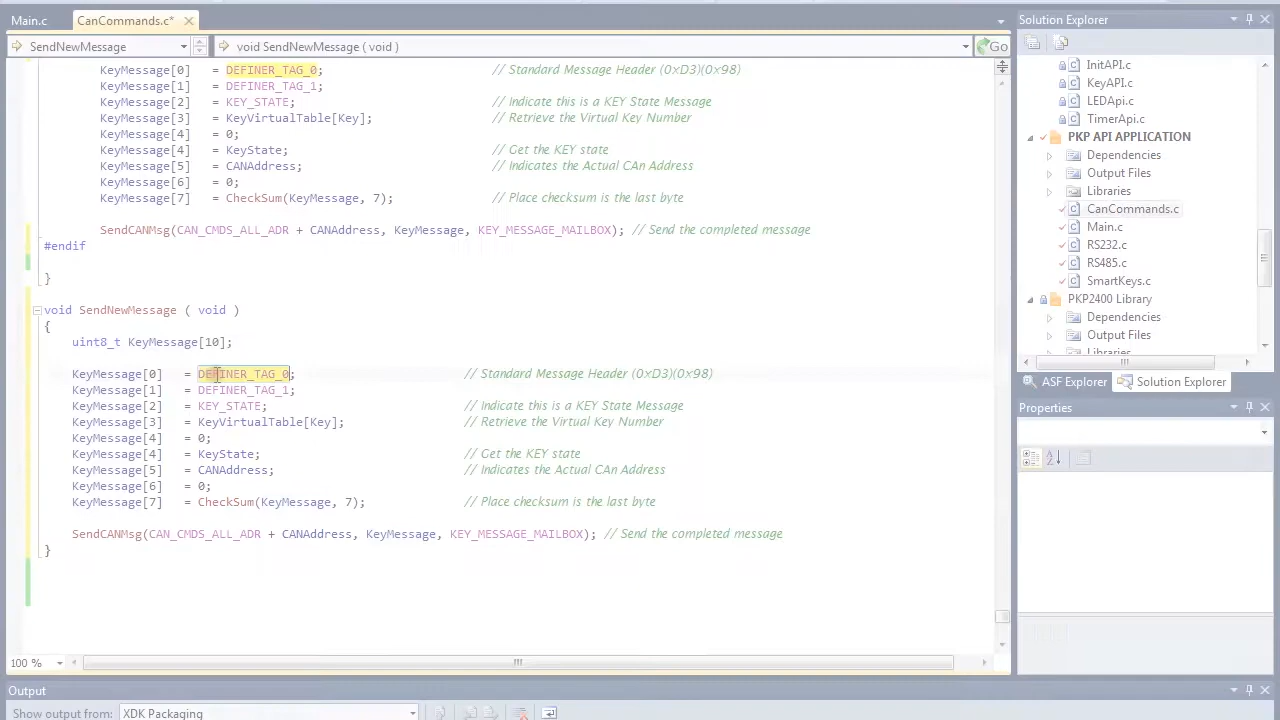 Main.c
CanCommands.c*
SendNewMessage
void SendNewMessage ( void )
Go
KeyMessage[0] = DEFINER_TAG_0; // Standard Message Header (0xD3)(0x98)
KeyMessage[1] = DEFINER_TAG_1;
KeyMessage[2] = KEY_STATE; // Indicate this is a KEY State Message
KeyMessage[3] = KeyVirtualTable[Key]; // Retrieve the Virtual Key Number
KeyMessage[4] = 0;
KeyMessage[4] = KeyState; // Get the KEY state
KeyMessage[5] = CANAddress; // Indicates the Actual CAn Address
KeyMessage[6] = 0;
KeyMessage[7] = CheckSum(KeyMessage, 7); // Place checksum is the last byte
SendCANMsg(CAN_CMDS_ALL_ADR + CANAddress, KeyMessage, KEY_MESSAGE_MAILBOX); // Send the completed message
#endif
}
void SendNewMessage ( void )
{
uint8_t KeyMessage[10];
KeyMessage[0] = DEFINER_TAG_0; // Standard Message Header (0xD3)(0x98)
KeyMessage[1] = DEFINER_TAG_1;
KeyMessage[2] = KEY_STATE; // Indicate this is a KEY State Message
KeyMessage[3] = KeyVirtualTable[Key]; // Retrieve the Virtual Key Number
KeyMessage[4] = 0;
KeyMessage[4] = KeyState; // Get the KEY state
KeyMessage[5] = CANAddress; // Indicates the Actual CAn Address
KeyMessage[6] = 0;
KeyMessage[7] = CheckSum(KeyMessage, 7); // Place checksum is the last byte
SendCANMsg(CAN_CMDS_ALL_ADR + CANAddress, KeyMessage, KEY_MESSAGE_MAILBOX); // Send the completed message
}
100 %
Output
Show output from: XDK Packaging
Solution Explorer
InitAPI.c
KeyAPI.c
LEDApi.c
TimerApi.c
PKP API APPLICATION
Dependencies
Output Files
Libraries
CanCommands.c
Main.c
RS232.c
RS485.c
SmartKeys.c
PKP2400 Library
Dependencies
Output Files
Libraries
ASF Explorer
Solution Explorer
Properties